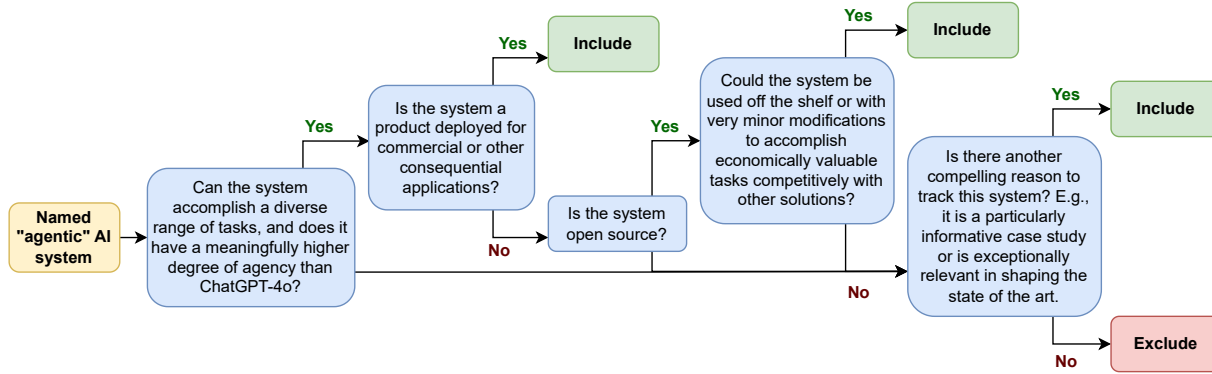 Named
"agentic" AI
system
Can the system
accomplish a diverse
range of tasks, and does it
have a meaningfully higher
degree of agency than
ChatGPT-4o?
Yes
Is the system a
product deployed for
commercial or other
consequential
applications?
Yes
Include
No
Is the system
open source?
Yes
Could the system be
used off the shelf or with
very minor modifications
to accomplish
economically valuable
tasks competitively with
other solutions?
Yes
Include
No
Is there another
compelling reason to
track this system? E.g.,
it is a particularly
informative case study
or is exceptionally
relevant in shaping the
state of the art.
Yes
Include
No
Exclude